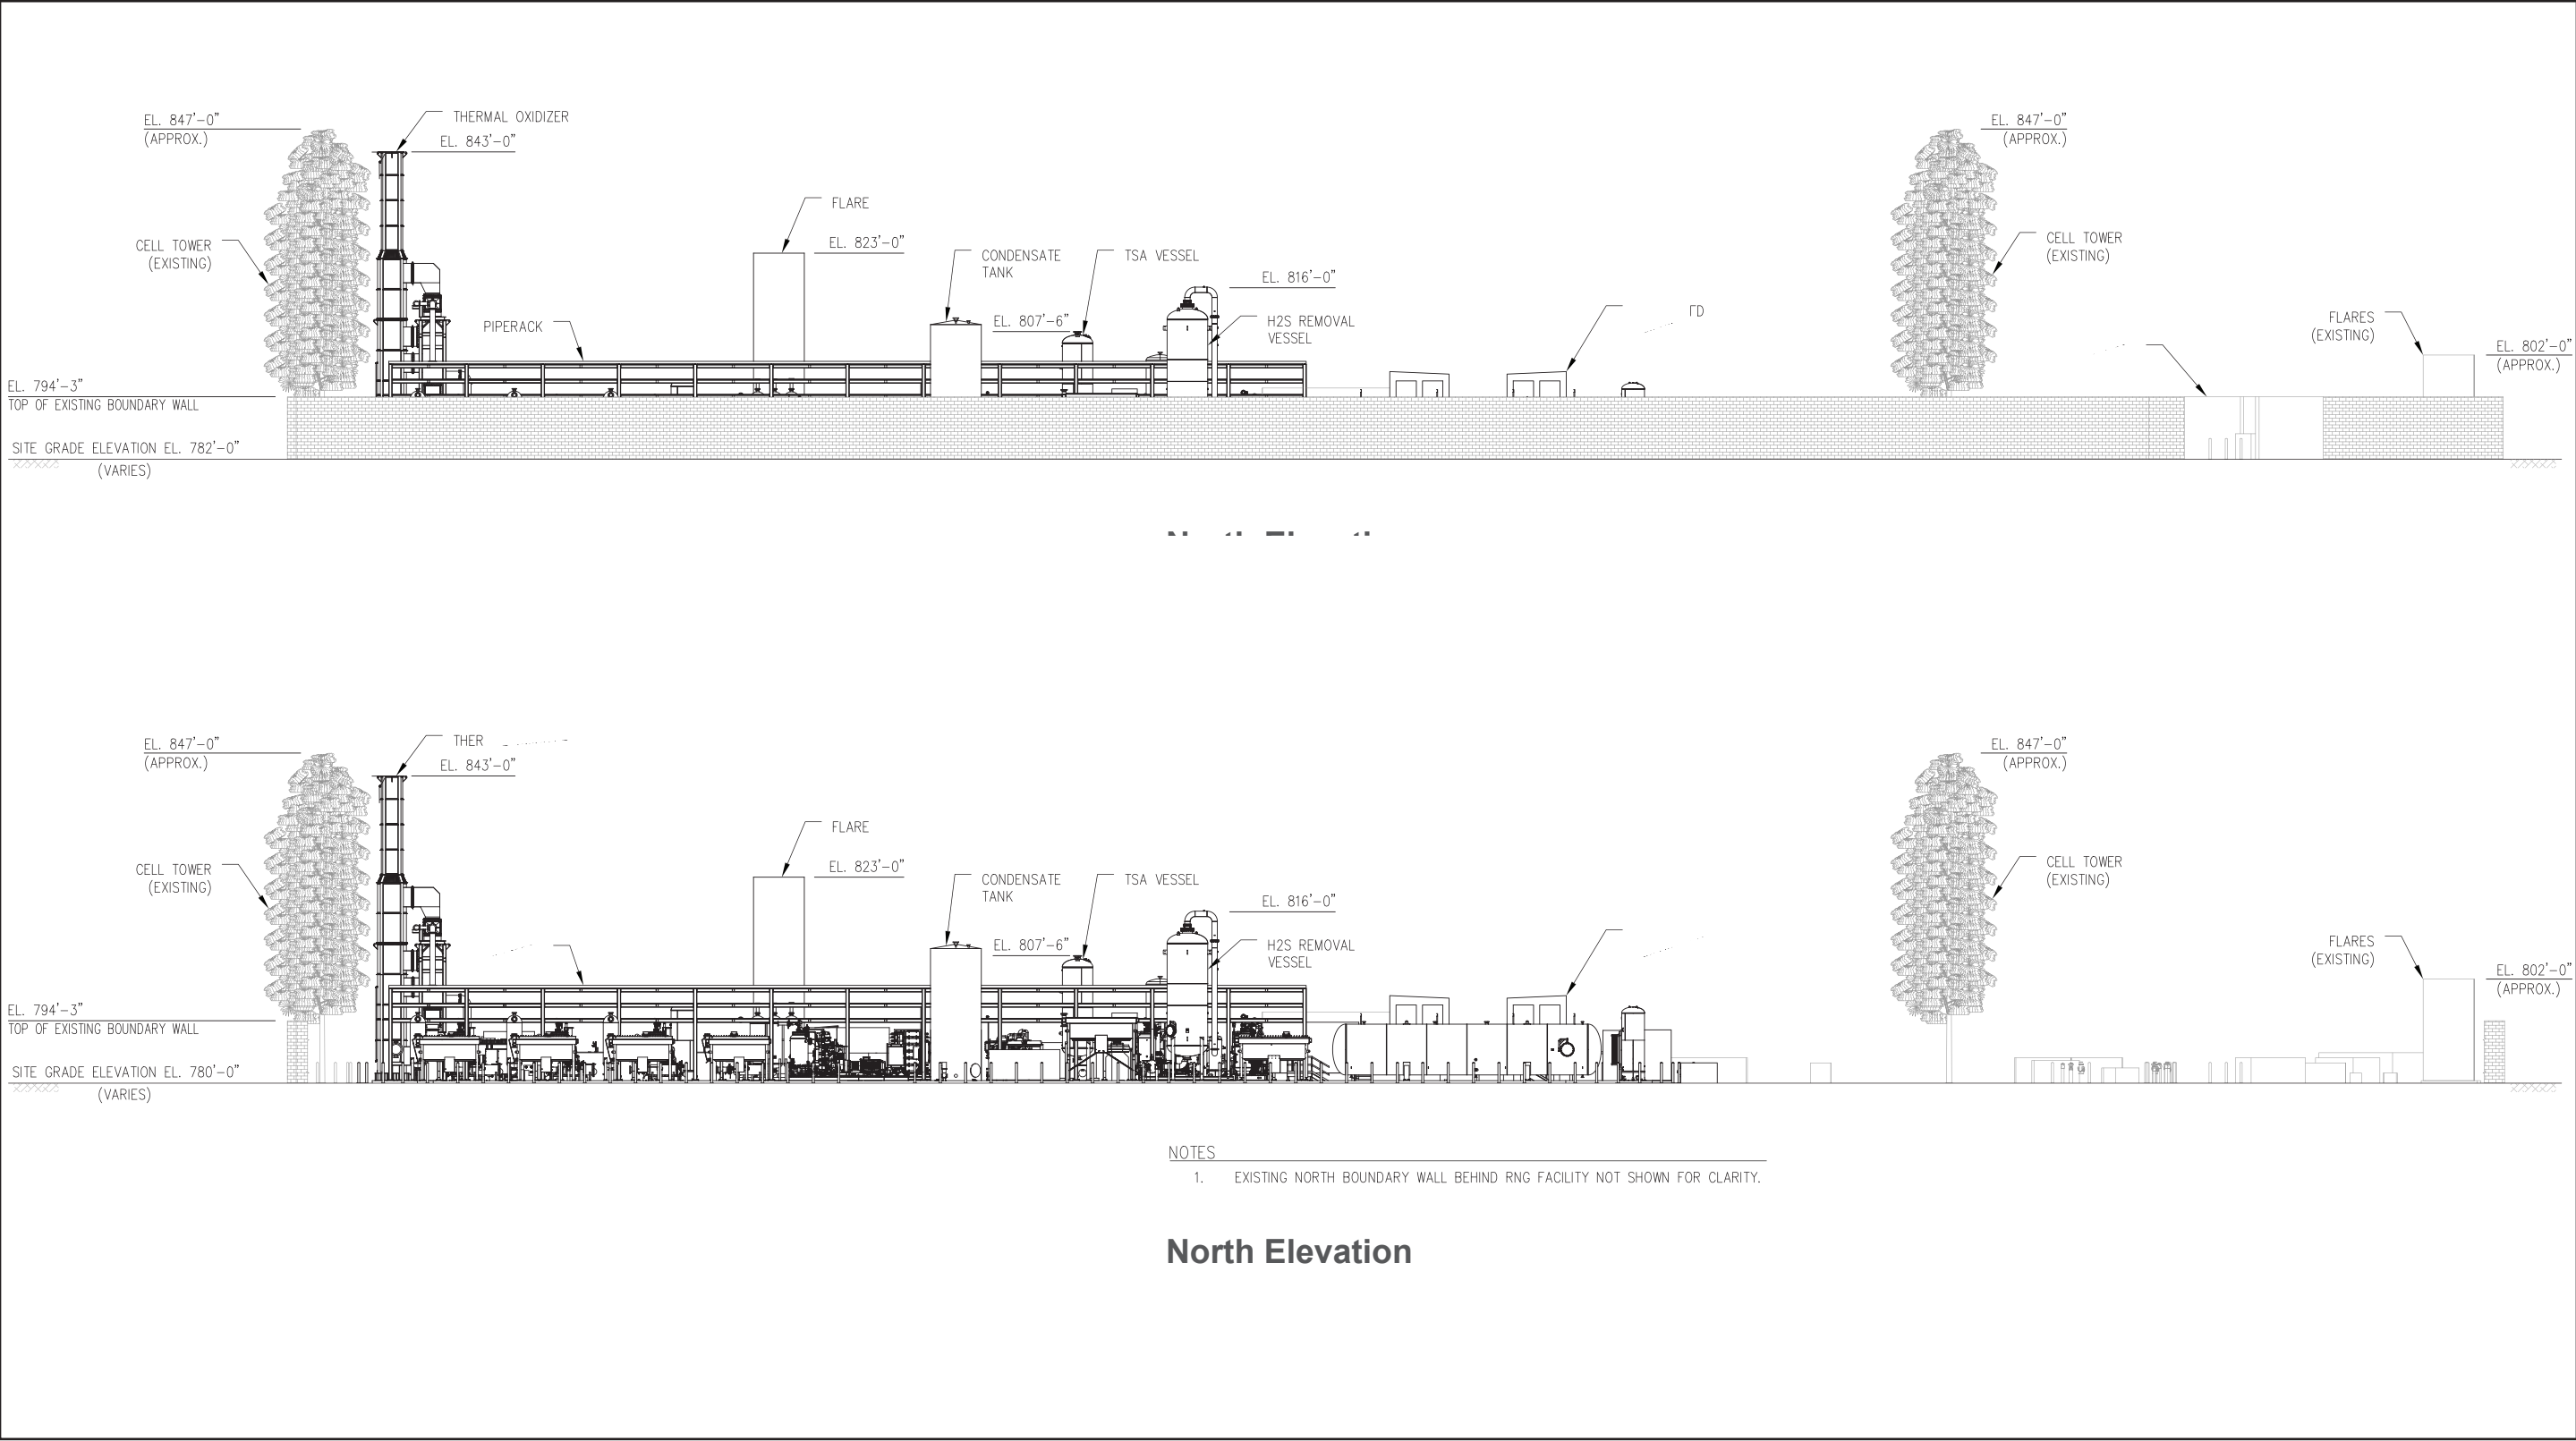 THERMAL OXIDIZER
EL. 847'-0"
(APPROX.)
EL. 843'-0"
EL. 847'-0"
(APPROX.)
FLARE
EL. 823'-0"
CELL TOWER
(EXISTING)
CONDENSATE
TANK
TSA VESSEL
CELL TOWER
(EXISTING)
EL. 816'-0"
PIPERACK
EL. 807'-6"
H2S REMOVAL
VESSEL
FLARES
(EXISTING)
EL. 802'-0"
(APPROX.)
EL. 794'-3"
TOP OF EXISTING BOUNDARY WALL
SITE GRADE ELEVATION EL. 782'-0"
(VARIES)
THER
EL. 847'-0"
(APPROX.)
EL. 843'-0"
EL. 847'-0"
(APPROX.)
FLARE
EL. 823'-0"
CELL TOWER
(EXISTING)
CONDENSATE
TANK
TSA VESSEL
CELL TOWER
(EXISTING)
EL. 816'-0"
EL. 807'-6"
H2S REMOVAL
VESSEL
FLARES
(EXISTING)
EL. 802'-0"
(APPROX.)
EL. 794'-3"
TOP OF EXISTING BOUNDARY WALL
SITE GRADE ELEVATION EL. 780'-0"
(VARIES)
NOTES
1. EXISTING NORTH BOUNDARY WALL BEHIND RNG FACILITY NOT SHOWN FOR CLARITY.
North Elevation